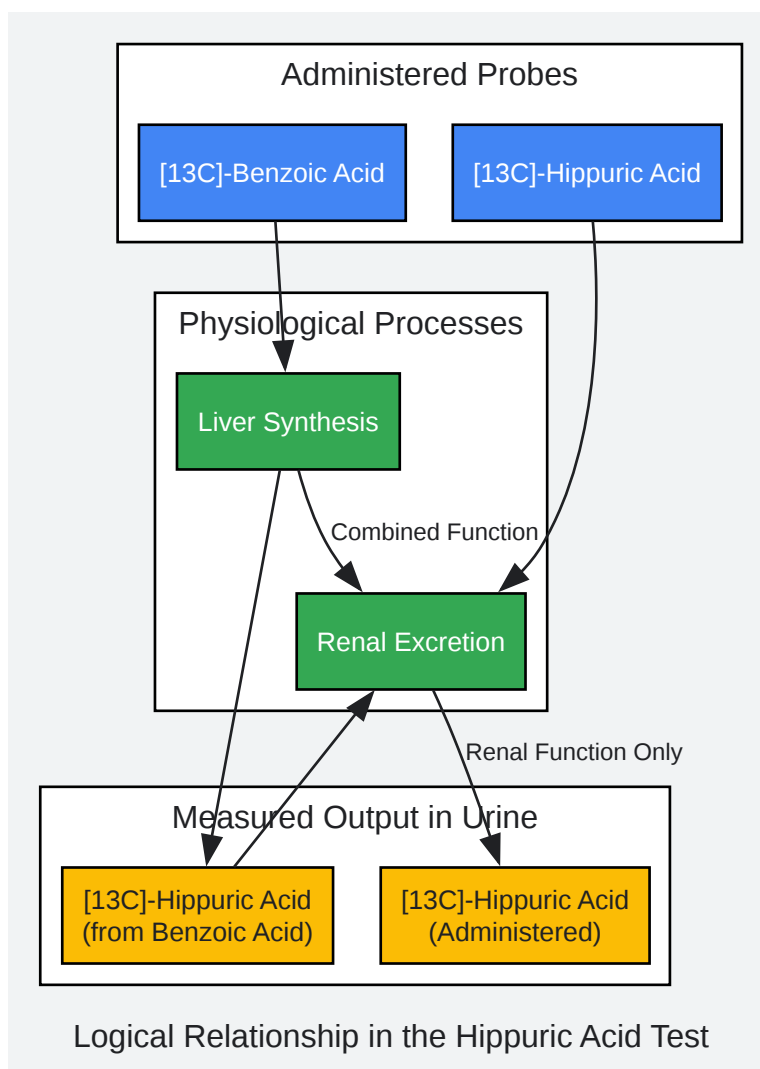 Administered Probes
[13C]-Benzoic Acid
[13C]-Hippuric Acid
Physiological Processes
Liver Synthesis
Combined Function
Renal Excretion
Renal Function Only
Measured Output in Urine
[13C]-Hippuric Acid
(from Benzoic Acid)
[13C]-Hippuric Acid
(Administered)
Logical Relationship in the Hippuric Acid Test